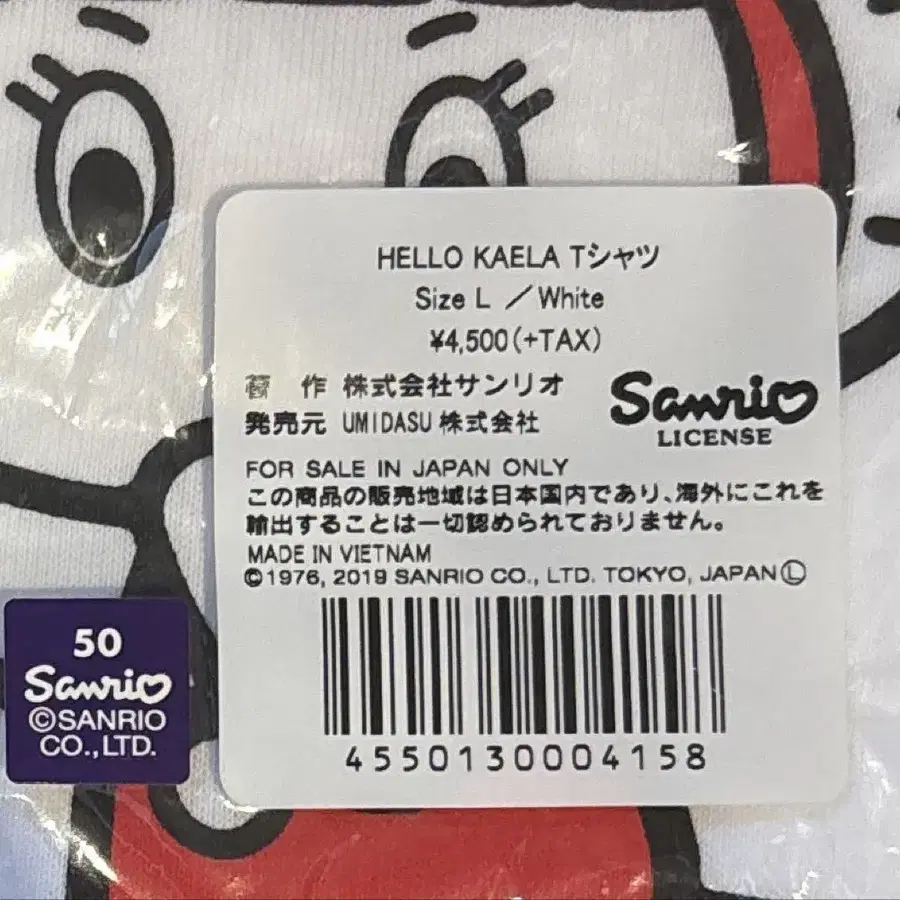 HELLO KAELA Tシャツ
Size L ／White
¥4,500(+TAX)
著 作 株式会社サンリオ
発売元 UMIDASU 株式会社
Sanrio
LICENSE
FOR SALE IN JAPAN ONLY
この商品の販売地域は日本国内であり、海外にこれを
輸出することは一切認められておりません。
MADE IN VIETNAM
©1976, 2019 SANRIO CO., LTD. TOKYO, JAPAN Ⓛ
4550130004158
50
Sanrio
©SANRIO
CO.,LTD.